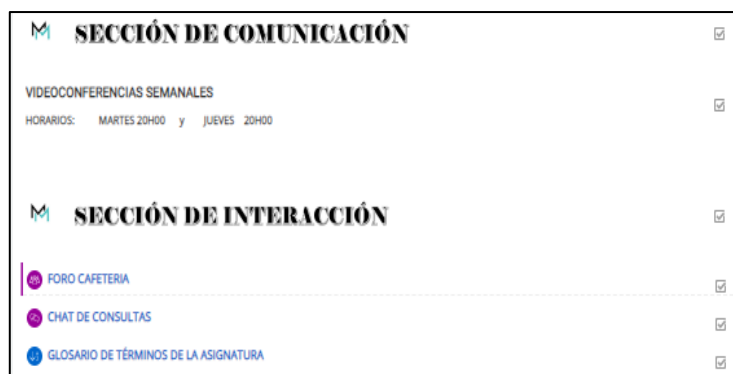 SECCIÓN DE COMUNICACIÓN
VIDEOCONFERENCIAS SEMANALES
HORARIOS: MARTES 20H00 y JUEVES 20H00
SECCIÓN DE INTERACCIÓN
FORO CAFETERIA
CHAT DE CONSULTAS
GLOSARIO DE TÉRMINOS DE LA ASIGNATURA